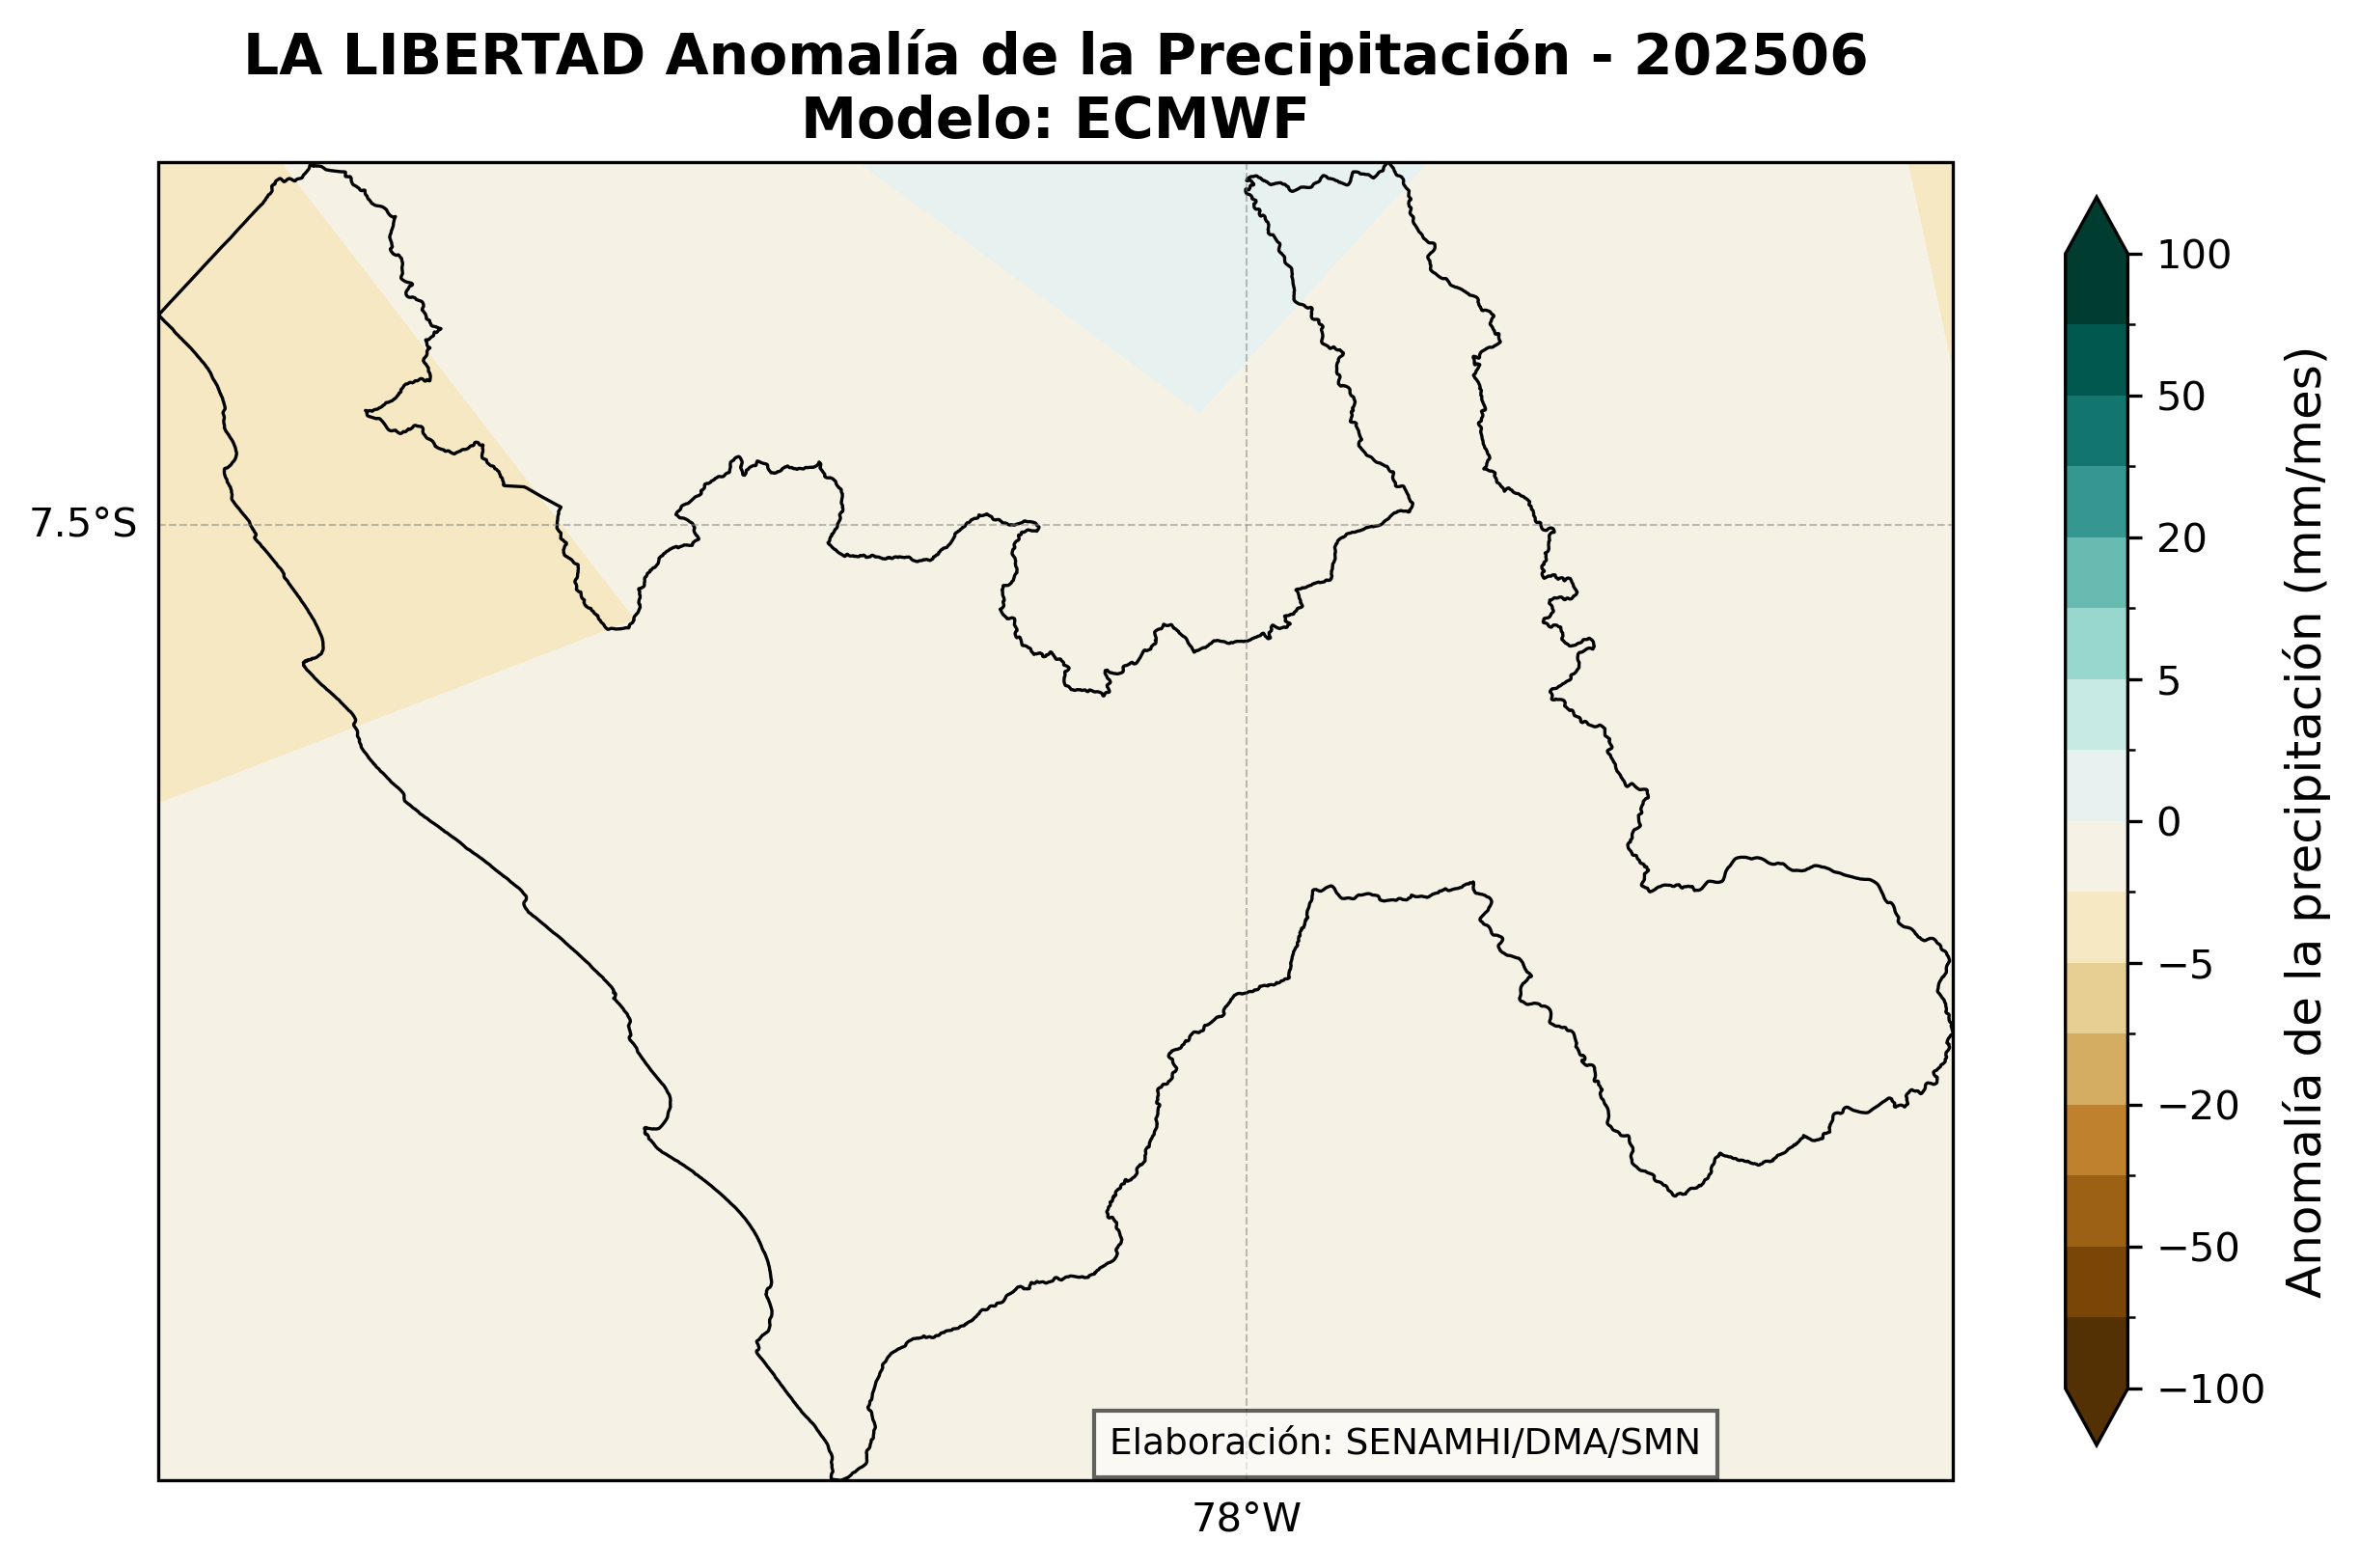 LA LIBERTAD Anomalía de la Precipitación - 202506
Modelo: ECMWF
7.5°S
78°W
Elaboración: SENAMHI/DMA/SMN
100
50
20
5
0
−5
−20
−50
−100
Anomalía de la precipitación (mm/mes)